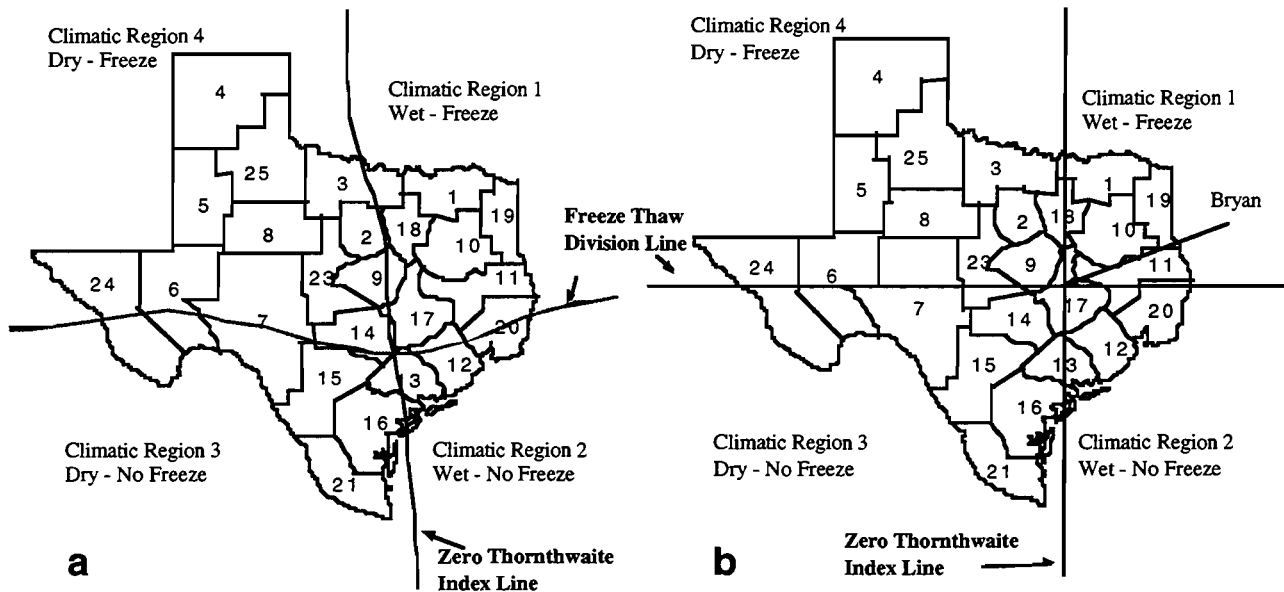 Climatic Region 4
Dry - Freeze
Climatic Region 1
Wet - Freeze
4
25
3
1
5
19
8
2
18
10
24
6
23
9
11
7
14
17
20
15
12
13
16
21
Freeze Thaw
Division Line
Climatic Region 3
Dry - No Freeze
Climatic Region 2
Wet - No Freeze
Zero Thornthwaite
Index Line
a
Climatic Region 4
Dry - Freeze
Climatic Region 1
Wet - Freeze
Bryan
4
25
3
1
5
19
8
2
18
10
24
6
23
9
11
7
14
17
20
15
12
13
16
21
Climatic Region 3
Dry - No Freeze
Climatic Region 2
Wet - No Freeze
Zero Thornthwaite
Index Line
b